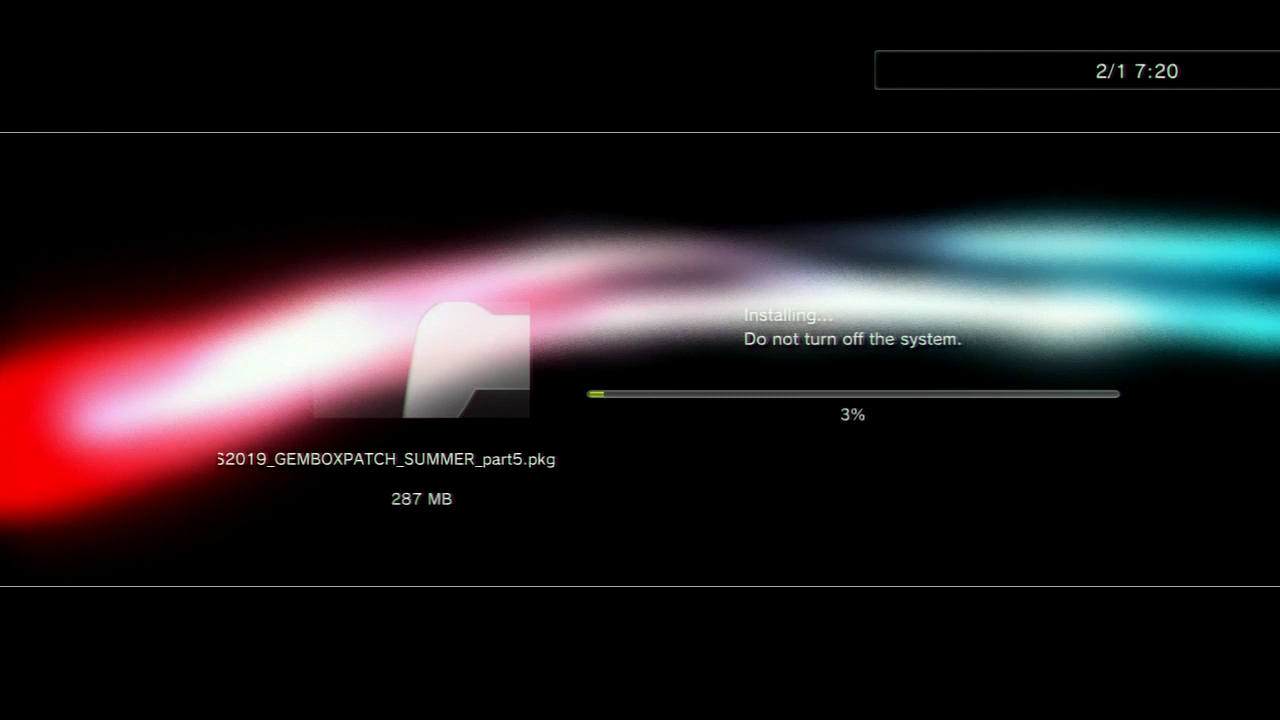 2/1 7:20
Installing...
Do not turn off the system.
3%
S2019_GEMBOXPATCH_SUMMER_part5.pkg
287 MB